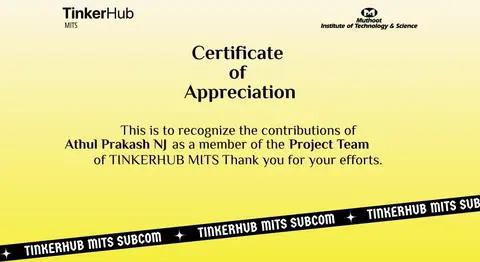 TinkerHub
MITS
Muthoot
Institute of Technology & Science
Certificate
of
Appreciation
This is to recognize the contributions of
Athul Prakash NJ as a member of the Project Team
of TINKERHUB MITS Thank you for your efforts.
✦ TINKERHUB MITS SUBCOM ✦ TINKERHUB MITS SUBCOM ✦ TINKERHUB MITS SUB